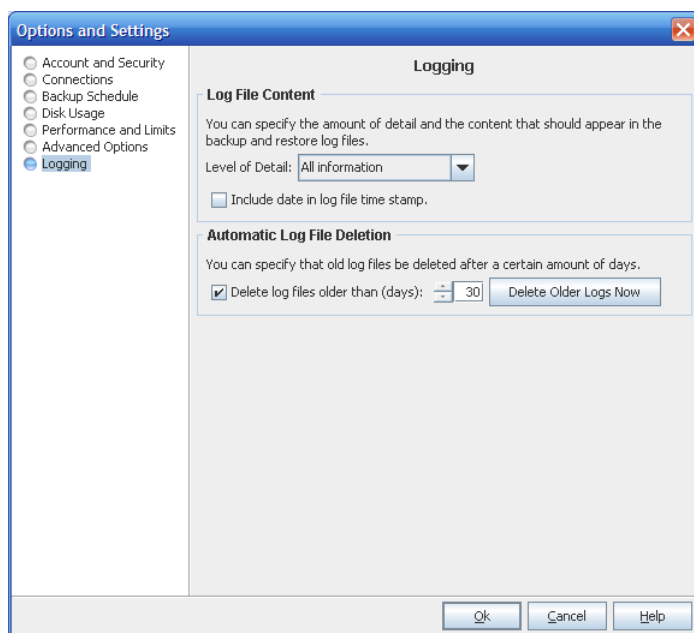 Options and Settings
Account and Security
Connections
Backup Schedule
Disk Usage
Performance and Limits
Advanced Options
Logging
Logging
Log File Content
You can specify the amount of detail and the content that should appear in the
backup and restore log files.
Level of Detail: All information
Include date in log file time stamp.
Automatic Log File Deletion
You can specify that old log files be deleted after a certain amount of days.
Delete log files older than (days): 30 Delete Older Logs Now
Ok Cancel Help